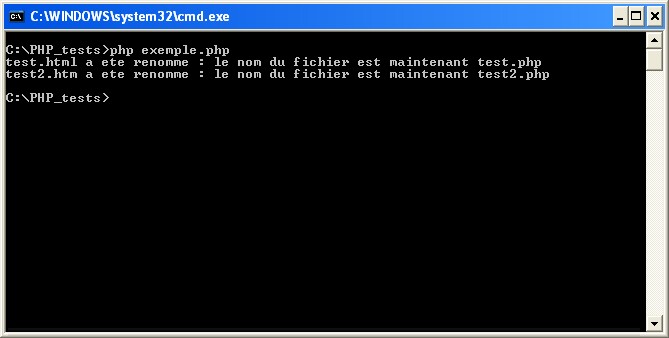 C:\WINDOWS\system32\cmd.exe
C:\PHP_tests>php exemple.php
test.html a ete renomme : le nom du fichier est maintenant test.php
test2.htm a ete renomme : le nom du fichier est maintenant test2.php
C:\PHP_tests>